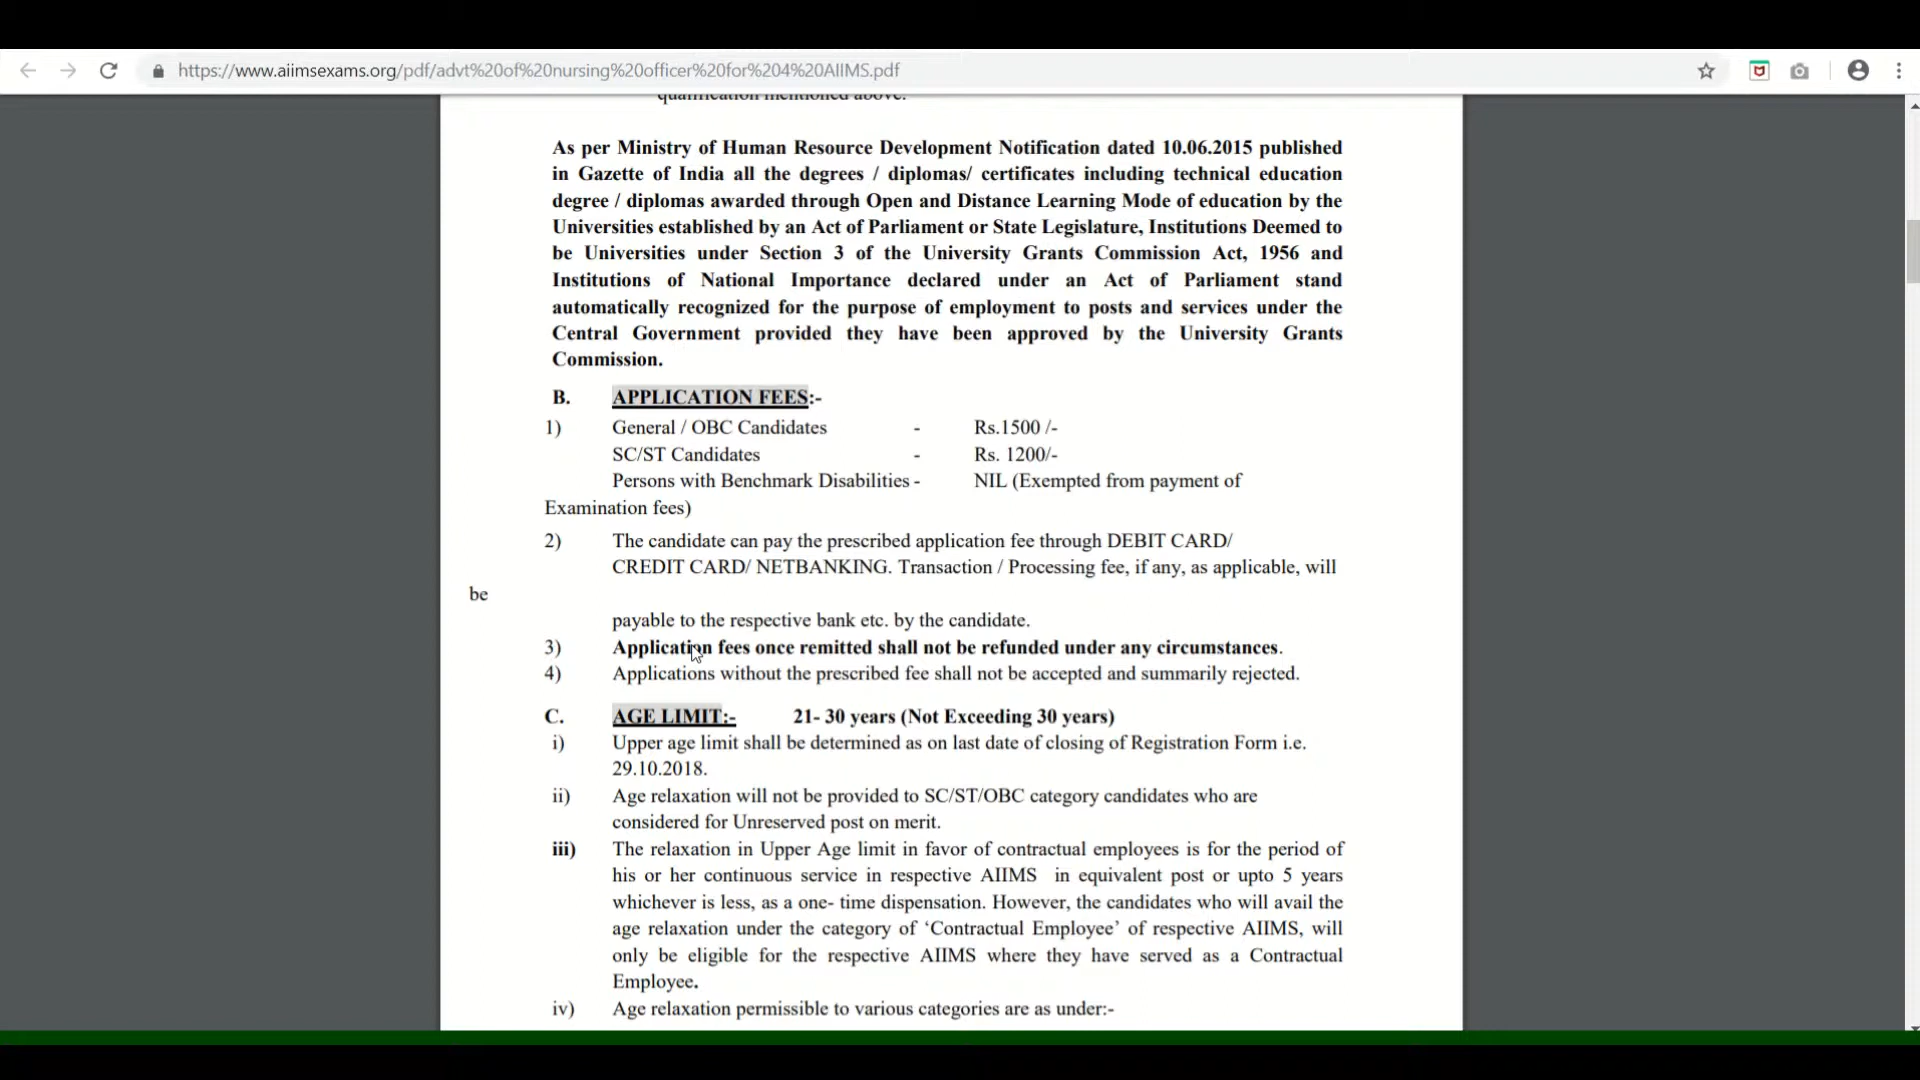 https://www.aiimsexams.org/pdf/advt%20of%20nursing%20officer%20for%204%20AIIMS.pdf
qualification mentioned above.
As per Ministry of Human Resource Development Notification dated 10.06.2015 published
in Gazette of India all the degrees / diplomas/ certificates including technical education
degree / diplomas awarded through Open and Distance Learning Mode of education by the
Universities established by an Act of Parliament or State Legislature, Institutions Deemed to
be Universities under Section 3 of the University Grants Commission Act, 1956 and
Institutions of National Importance declared under an Act of Parliament stand
automatically recognized for the purpose of employment to posts and services under the
Central Government provided they have been approved by the University Grants
Commission.
B. APPLICATION FEES:-
1) General / OBC Candidates - Rs.1500 /-
SC/ST Candidates - Rs. 1200/-
Persons with Benchmark Disabilities - NIL (Exempted from payment of
Examination fees)
2) The candidate can pay the prescribed application fee through DEBIT CARD/
CREDIT CARD/ NETBANKING. Transaction / Processing fee, if any, as applicable, will
be
payable to the respective bank etc. by the candidate.
3) Application fees once remitted shall not be refunded under any circumstances.
4) Applications without the prescribed fee shall not be accepted and summarily rejected.
C. AGE LIMIT:- 21- 30 years (Not Exceeding 30 years)
i) Upper age limit shall be determined as on last date of closing of Registration Form i.e.
29.10.2018.
ii) Age relaxation will not be provided to SC/ST/OBC category candidates who are
considered for Unreserved post on merit.
iii) The relaxation in Upper Age limit in favor of contractual employees is for the period of
his or her continuous service in respective AIIMS in equivalent post or upto 5 years
whichever is less, as a one- time dispensation. However, the candidates who will avail the
age relaxation under the category of ‘Contractual Employee’ of respective AIIMS, will
only be eligible for the respective AIIMS where they have served as a Contractual
Employee.
iv) Age relaxation permissible to various categories are as under:-